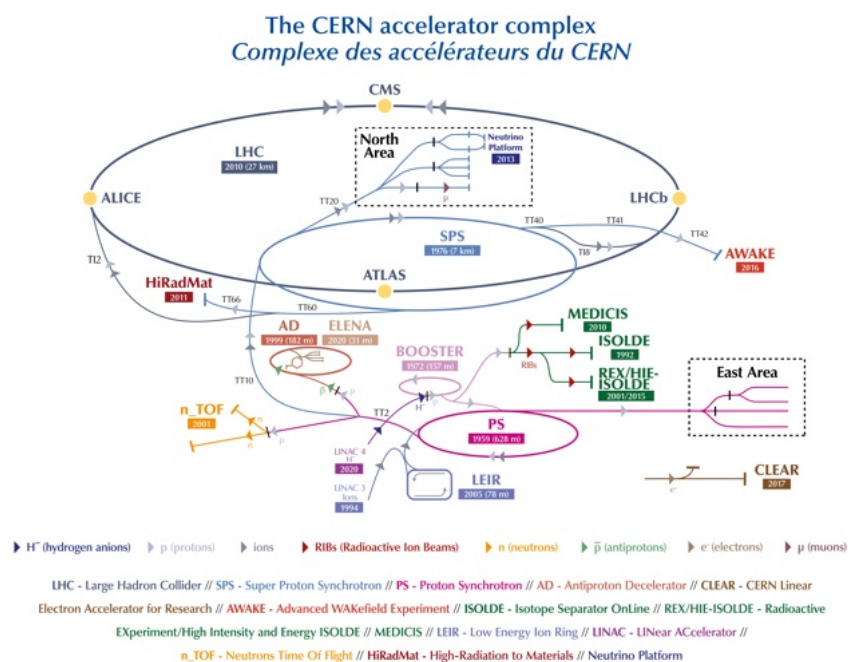 The CERN accelerator complex
Complexe des accélérateurs du CERN
CMS
North
Area
Neutrino
Platform
2013
LHC
2010 (27 km)
μ
ALICE
LHCb
TT20
TT40
TT41
SPS
1976 (7 km)
TT42
TI8
AWAKE
2016
TI2
ATLAS
HiRadMat
2011
TT66
TT60
MEDICIS
2010
AD
1999 (182 m)
ELENA
2020 (31 m)
ISOLDE
1992
BOOSTER
1972 (157 m)
RIBs
REX/HIE-
ISOLDE
2001/2015
East Area
p̅
p
TT10
H⁻
p
n_TOF
2001
n
n
p
TT2
PS
1959 (628 m)
LINAC 4
H⁻
2020
LINAC 3
Ions
1994
LEIR
2005 (78 m)
CLEAR
2017
e⁻
H⁻ (hydrogen anions) p (protons) ions RIBs (Radioactive Ion Beams) n (neutrons) p̅ (antiprotons) e⁻ (electrons) μ (muons)
LHC - Large Hadron Collider // SPS - Super Proton Synchrotron // PS - Proton Synchrotron // AD - Antiproton Decelerator // CLEAR - CERN Linear
Electron Accelerator for Research // AWAKE - Advanced WAKefield Experiment // ISOLDE - Isotope Separator OnLine // REX/HIE-ISOLDE - Radioactive
EXperiment/High Intensity and Energy ISOLDE // MEDICIS // LEIR - Low Energy Ion Ring // LINAC - LINear ACcelerator //
n_TOF - Neutrons Time Of Flight // HiRadMat - High-Radiation to Materials // Neutrino Platform